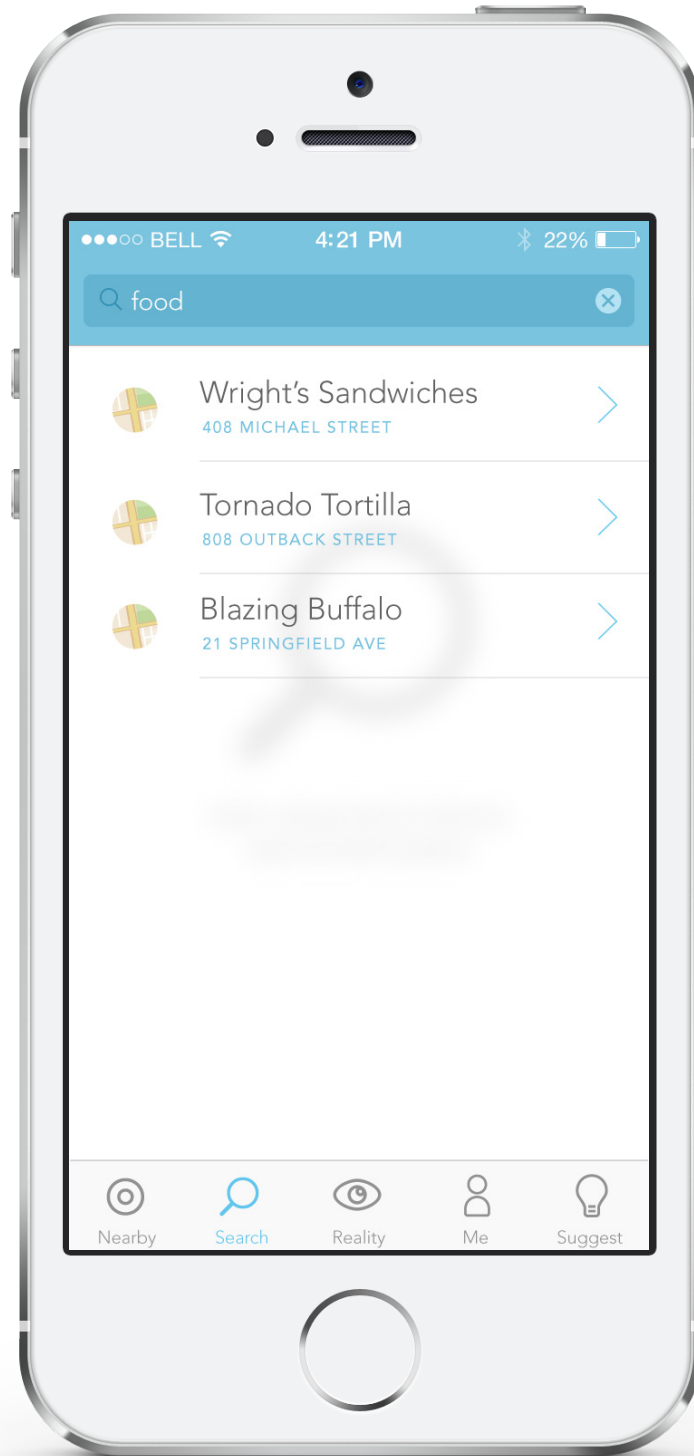 BELL 4:21 PM 22%
food
Wright's Sandwiches
408 MICHAEL STREET
Tornado Tortilla
808 OUTBACK STREET
Blazing Buffalo
21 SPRINGFIELD AVE
Nearby Search Reality Me Suggest